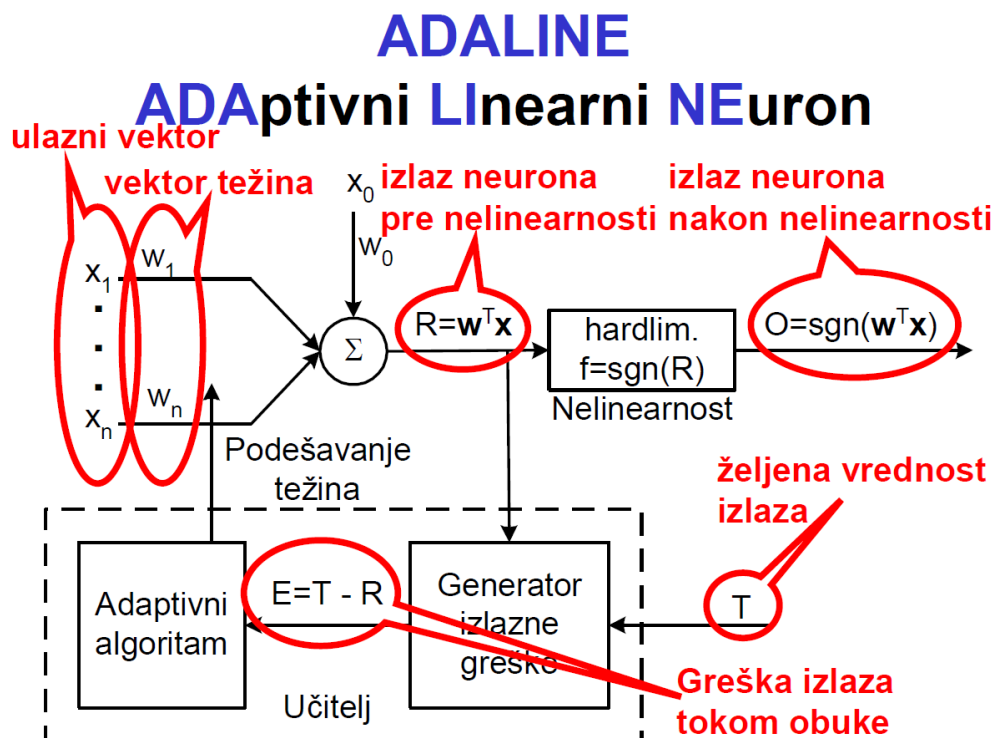 ADALINE
ADAptivni LInearni NEuron
ulazni vektor
vektor težina
x0
izlaz neurona
pre nelinearnosti
izlaz neurona
nakon nelinearnosti
w0
x1
w1
.
.
.
xn
wn
Σ
R=wTx
hardlim.
f=sgn(R)
Nelinearnost
O=sgn(wTx)
Podešavanje
težina
željena vrednost
izlaza
Adaptivni
algoritam
E=T - R
Generator
izlazne
greške
T
Učitelj
Greška izlaza
tokom obuke